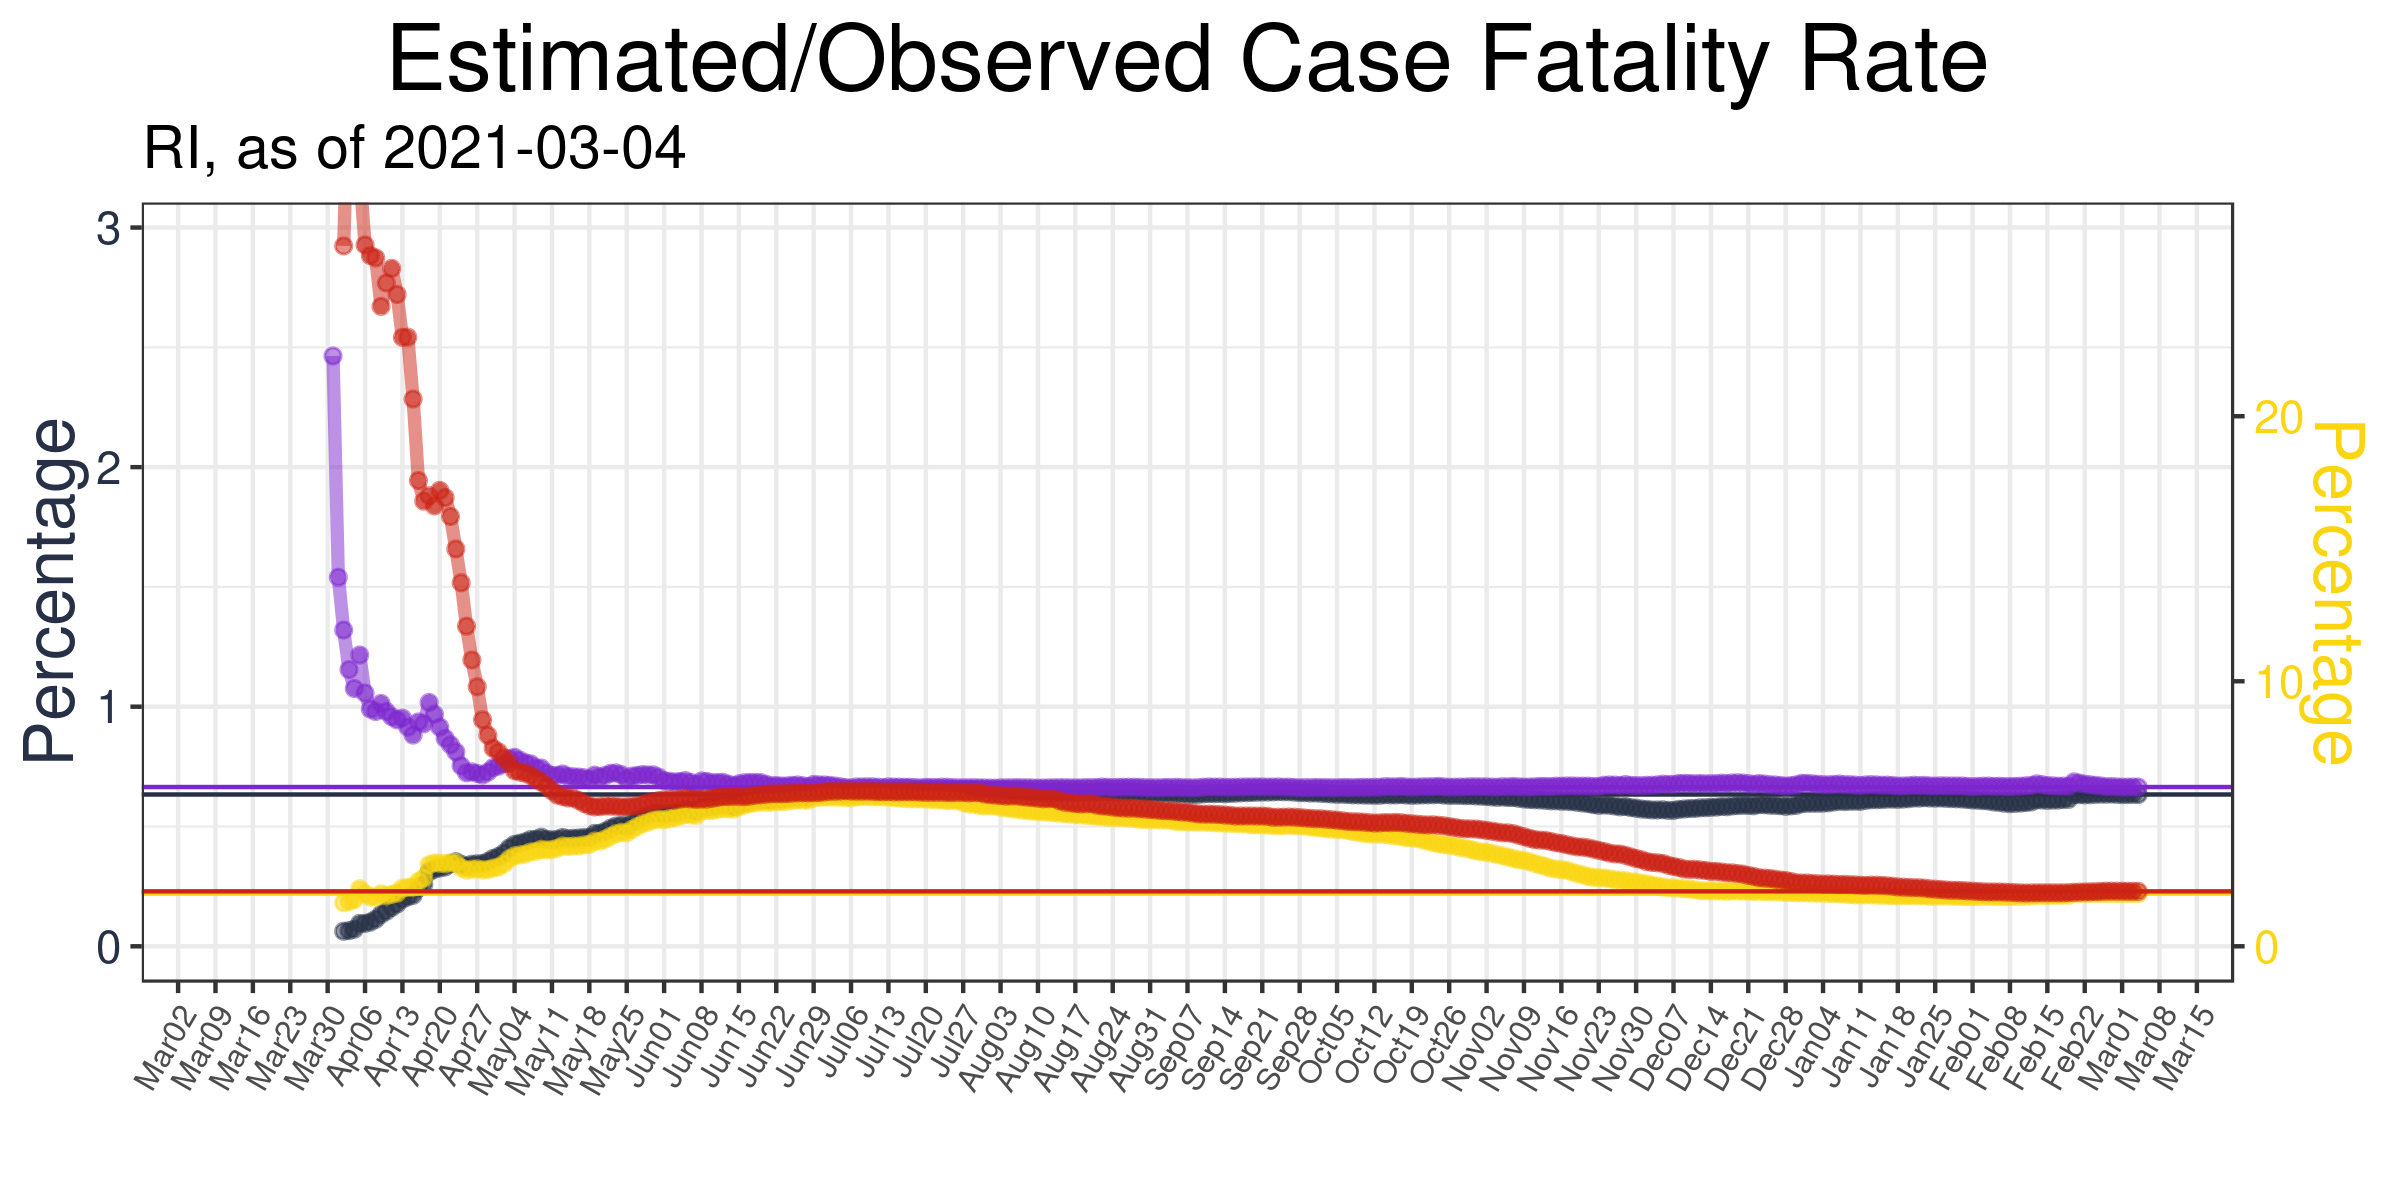 Estimated/Observed Case Fatality Rate
RI, as of 2021-03-04
Percentage
3
2
1
0
20
10
0
Percentage
Mar02
Mar09
Mar16
Mar23
Mar30
Apr06
Apr13
Apr20
Apr27
May04
May11
May18
May25
Jun01
Jun08
Jun15
Jun22
Jun29
Jul06
Jul13
Jul20
Jul27
Aug03
Aug10
Aug17
Aug24
Aug31
Sep07
Sep14
Sep21
Sep28
Oct05
Oct12
Oct19
Oct26
Nov02
Nov09
Nov16
Nov23
Nov30
Dec07
Dec14
Dec21
Dec28
Jan04
Jan11
Jan18
Jan25
Feb01
Feb08
Feb15
Feb22
Mar01
Mar08
Mar15